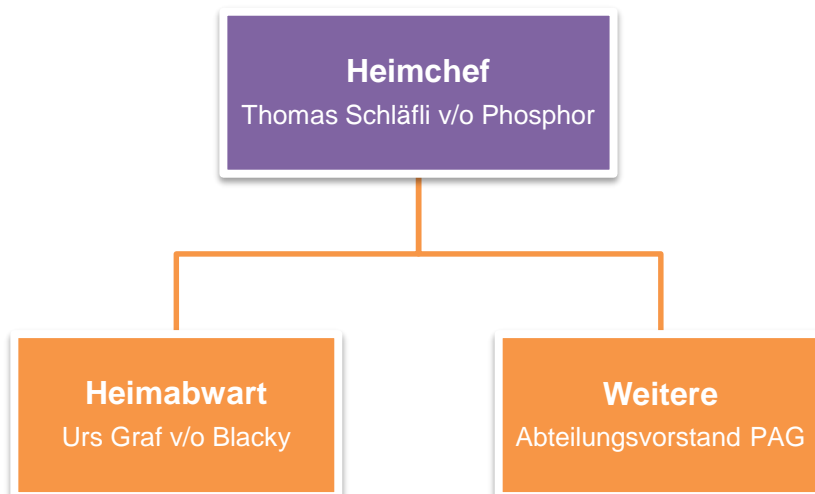 Heimchef
Thomas Schläfli v/o Phosphor
Heimabwart
Urs Graf v/o Blacky
Weitere
Abteilungsvorstand PAG